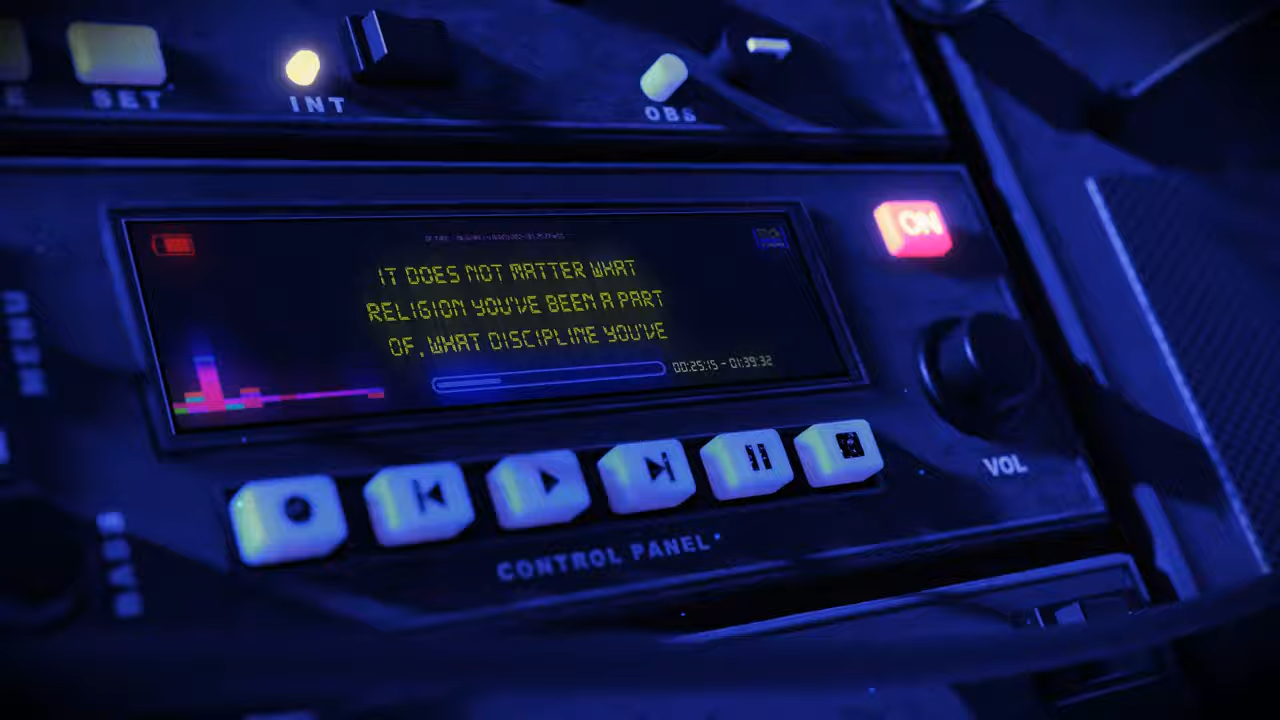 SET
INT
OBS
ON
IT DOES NOT MATTER WHAT
RELIGION YOU'VE BEEN A PART
OF, WHAT DISCIPLINE YOU'VE
00:25:15 - 01:39:32
VOL
CONTROL PANEL